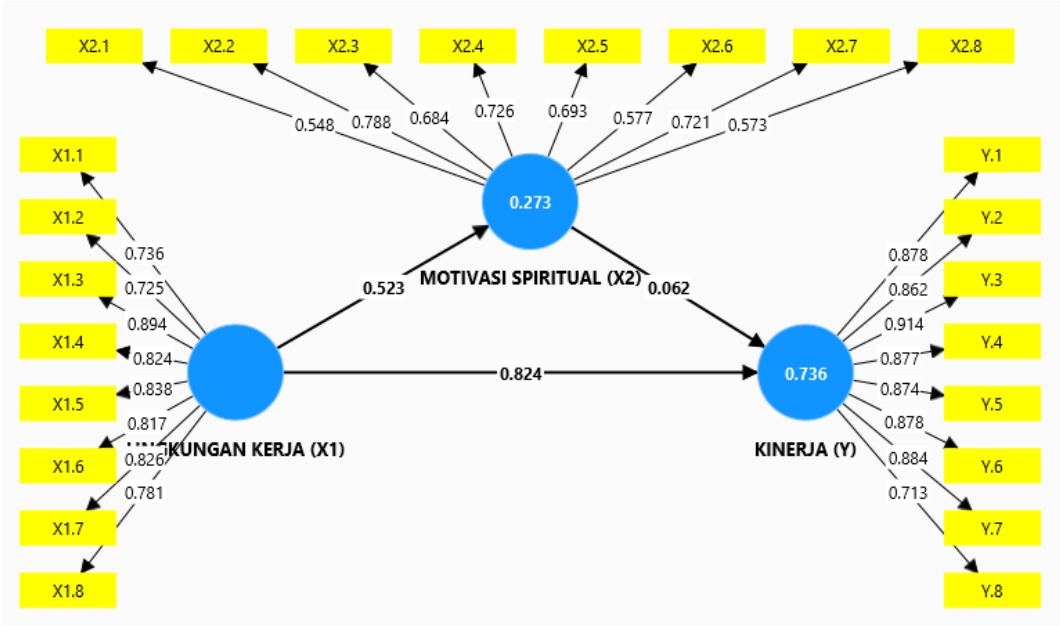 X2.1 X2.2 X2.3 X2.4 X2.5 X2.6 X2.7 X2.8
0.548 0.788 0.684 0.726 0.693 0.577 0.721 0.573
X1.1
X1.2
X1.3
X1.4
X1.5
X1.6
X1.7
X1.8
0.736
0.725
0.894
0.824
0.838
0.817
0.826
0.781
KUNGAN KERJA (X1)
0.523
0.273
MOTIVASI SPIRITUAL (X2)
0.062
0.824
0.736
KINERJA (Y)
0.878
0.862
0.914
0.877
0.874
0.878
0.884
0.713
Y.1
Y.2
Y.3
Y.4
Y.5
Y.6
Y.7
Y.8